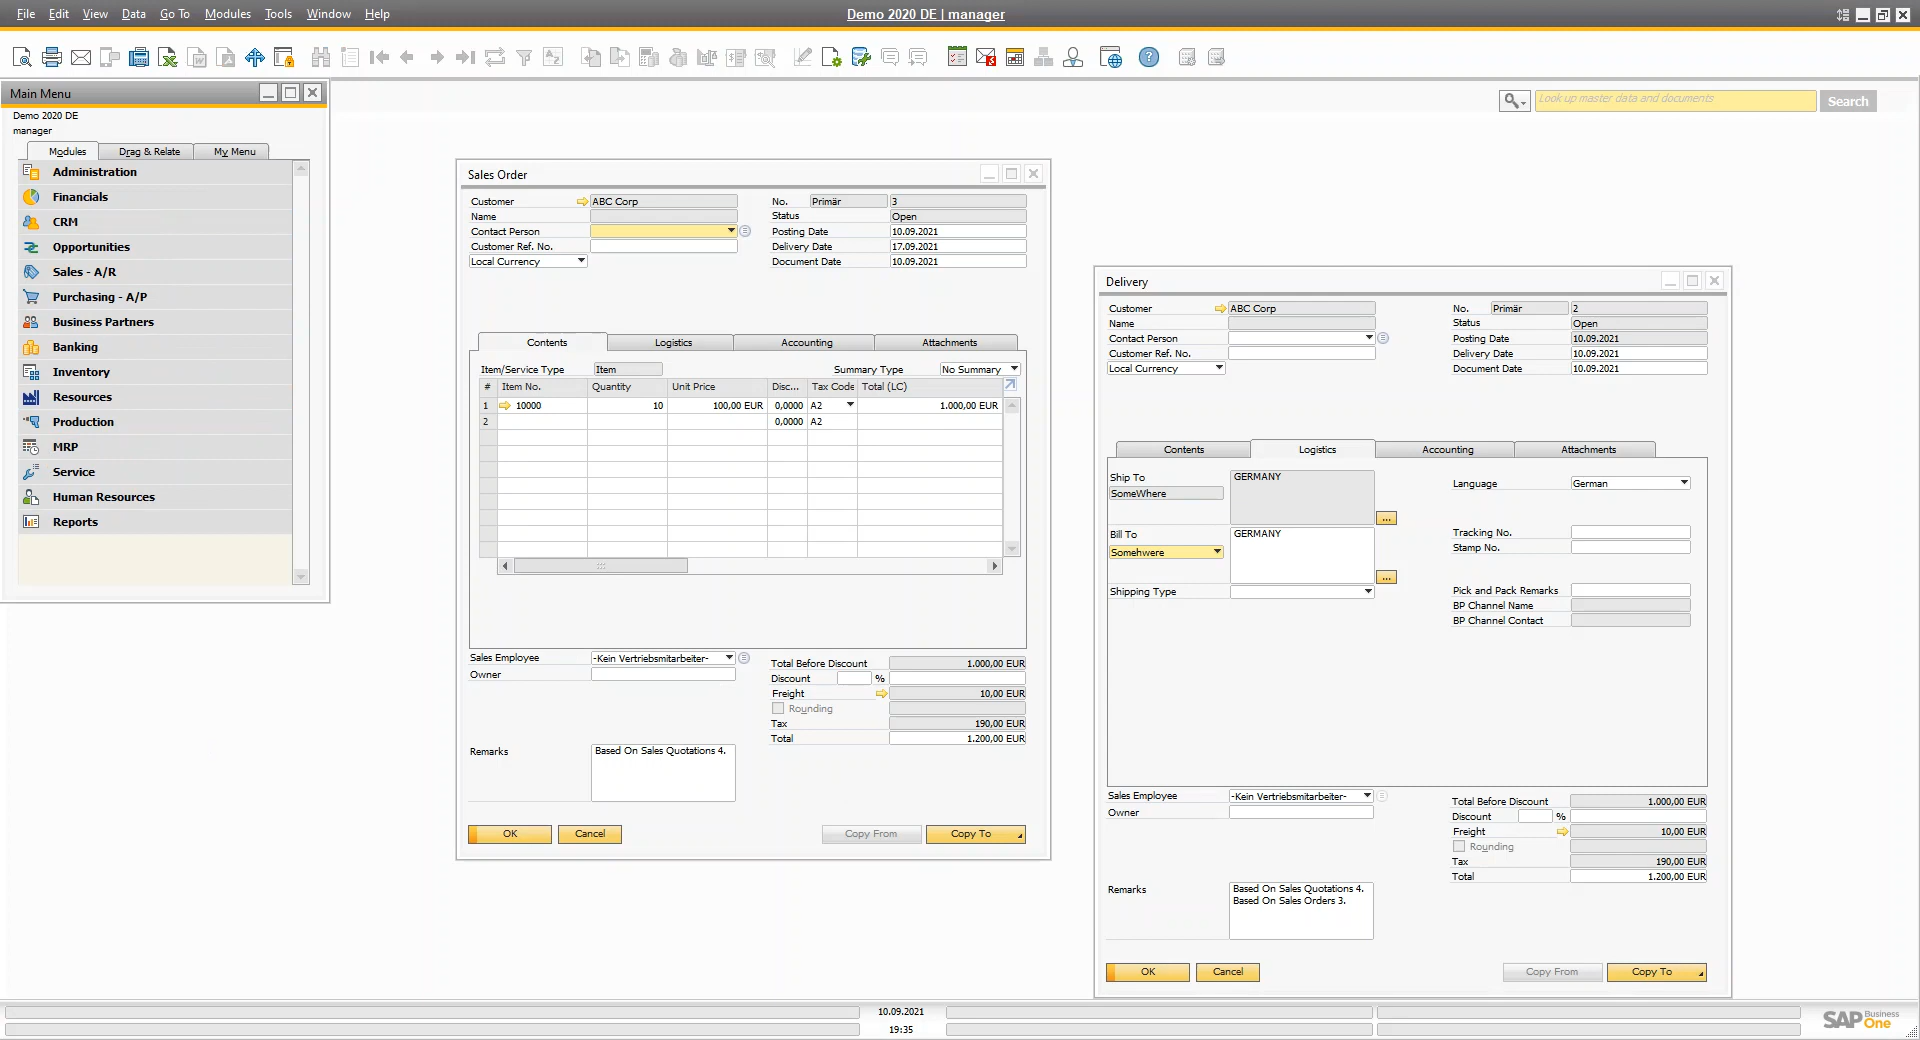 File Edit View Data Go To Modules Tools Window Help
Demo 2020 DE | manager
Main Menu
Demo 2020 DE
manager
Modules Drag & Relate My Menu
Administration
Financials
CRM
Opportunities
Sales - A/R
Purchasing - A/P
Business Partners
Banking
Inventory
Resources
Production
MRP
Service
Human Resources
Reports
Look up master data and documents
Search
Sales Order
Customer ABC Corp No. Primär 3
Name Status Open
Contact Person Posting Date 10.09.2021
Customer Ref. No. Delivery Date 17.09.2021
Local Currency Document Date 10.09.2021
Contents Logistics Accounting Attachments
Item/Service Type Item Summary Type No Summary
# Item No. Quantity Unit Price Disc... Tax Code Total (LC)
1 10000 10 100,00 EUR 0,0000 A2 1.000,00 EUR
2 0,0000 A2
Sales Employee -Kein Vertriebsmitarbeiter- Total Before Discount 1.000,00 EUR
Owner Discount %
Freight 10,00 EUR
Rounding
Tax 190,00 EUR
Total 1.200,00 EUR
Remarks Based On Sales Quotations 4.
OK Cancel Copy From Copy To
Delivery
Customer ABC Corp No. Primär 2
Name Status Open
Contact Person Posting Date 10.09.2021
Customer Ref. No. Delivery Date 10.09.2021
Local Currency Document Date 10.09.2021
Contents Logistics Accounting Attachments
Ship To GERMANY Language German
SomeWhere
...
Tracking No.
Bill To GERMANY Stamp No.
Somehwere
...
Shipping Type Pick and Pack Remarks
BP Channel Name
BP Channel Contact
Sales Employee -Kein Vertriebsmitarbeiter- Total Before Discount 1.000,00 EUR
Owner Discount %
Freight 10,00 EUR
Rounding
Tax 190,00 EUR
Total 1.200,00 EUR
Remarks Based On Sales Quotations 4.
Based On Sales Orders 3.
OK Cancel Copy From Copy To
10.09.2021
19:35
SAP Business One